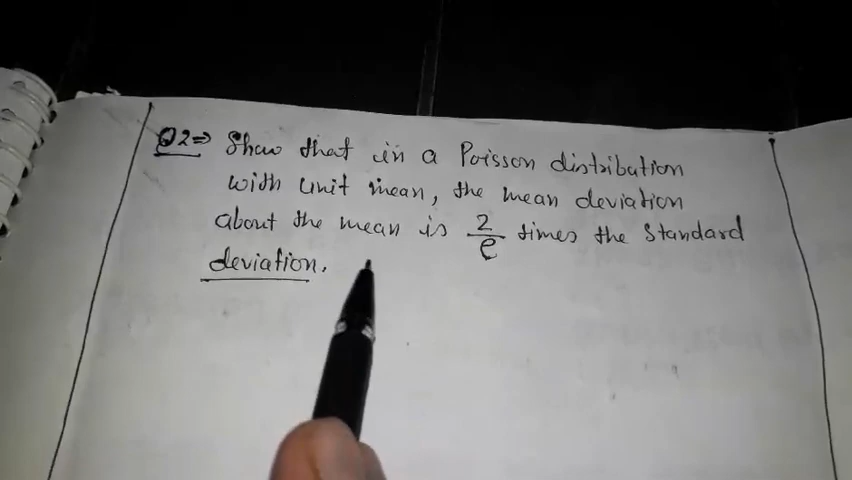 Q2⇒ Show that in a Poisson distribution
with unit mean, the mean deviation
about the mean is 2/e times the standard
deviation.